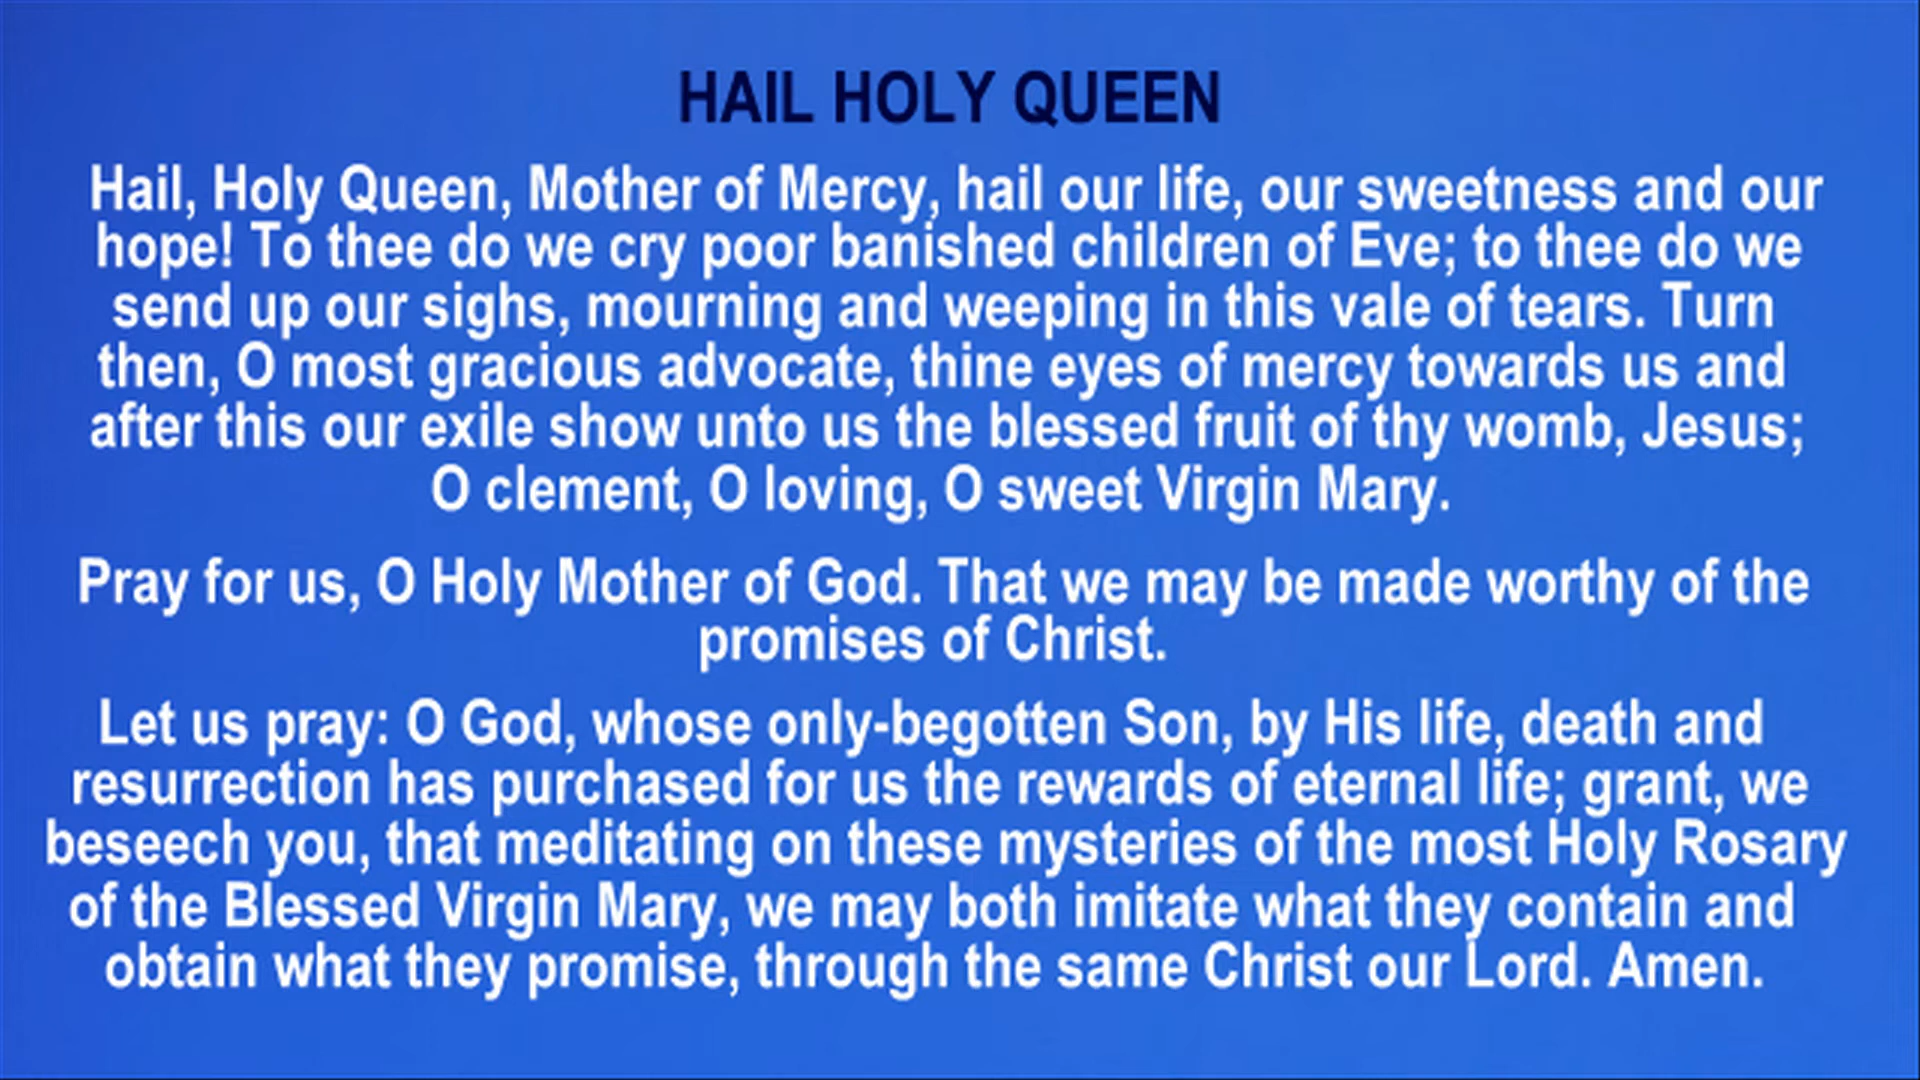 HAIL HOLY QUEEN
Hail, Holy Queen, Mother of Mercy, hail our life, our sweetness and our
hope! To thee do we cry poor banished children of Eve; to thee do we
send up our sighs, mourning and weeping in this vale of tears. Turn
then, O most gracious advocate, thine eyes of mercy towards us and
after this our exile show unto us the blessed fruit of thy womb, Jesus;
O clement, O loving, O sweet Virgin Mary.
Pray for us, O Holy Mother of God. That we may be made worthy of the
promises of Christ.
Let us pray: O God, whose only-begotten Son, by His life, death and
resurrection has purchased for us the rewards of eternal life; grant, we
beseech you, that meditating on these mysteries of the most Holy Rosary
of the Blessed Virgin Mary, we may both imitate what they contain and
obtain what they promise, through the same Christ our Lord. Amen.